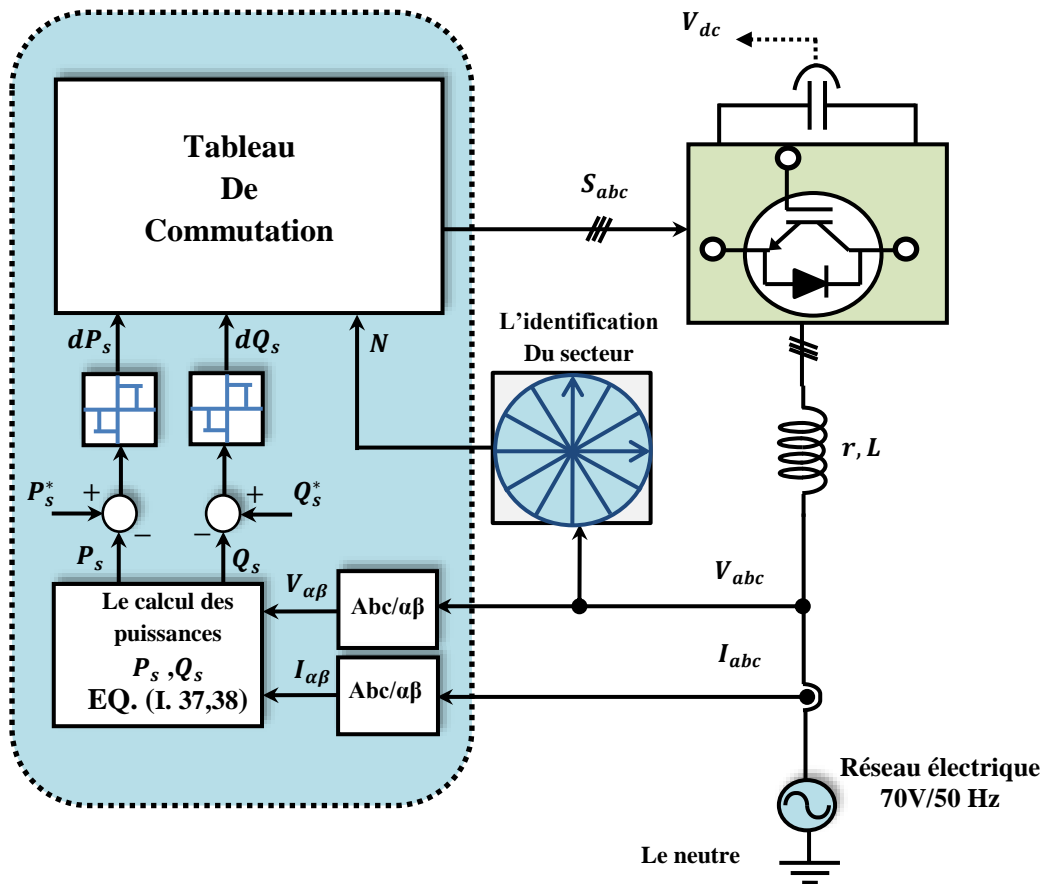 V_dc
Tableau
De
Commutation
S_abc
L'identification
Du secteur
dP_s
dQ_s
N
r, L
P_s^*
+
−
+
−
Q_s^*
P_s
Q_s
V_abc
Le calcul des
puissances
P_s ,Q_s
EQ. (I. 37,38)
V_αβ
Abc/αβ
I_abc
I_αβ
Abc/αβ
Réseau électrique
70V/50 Hz
Le neutre